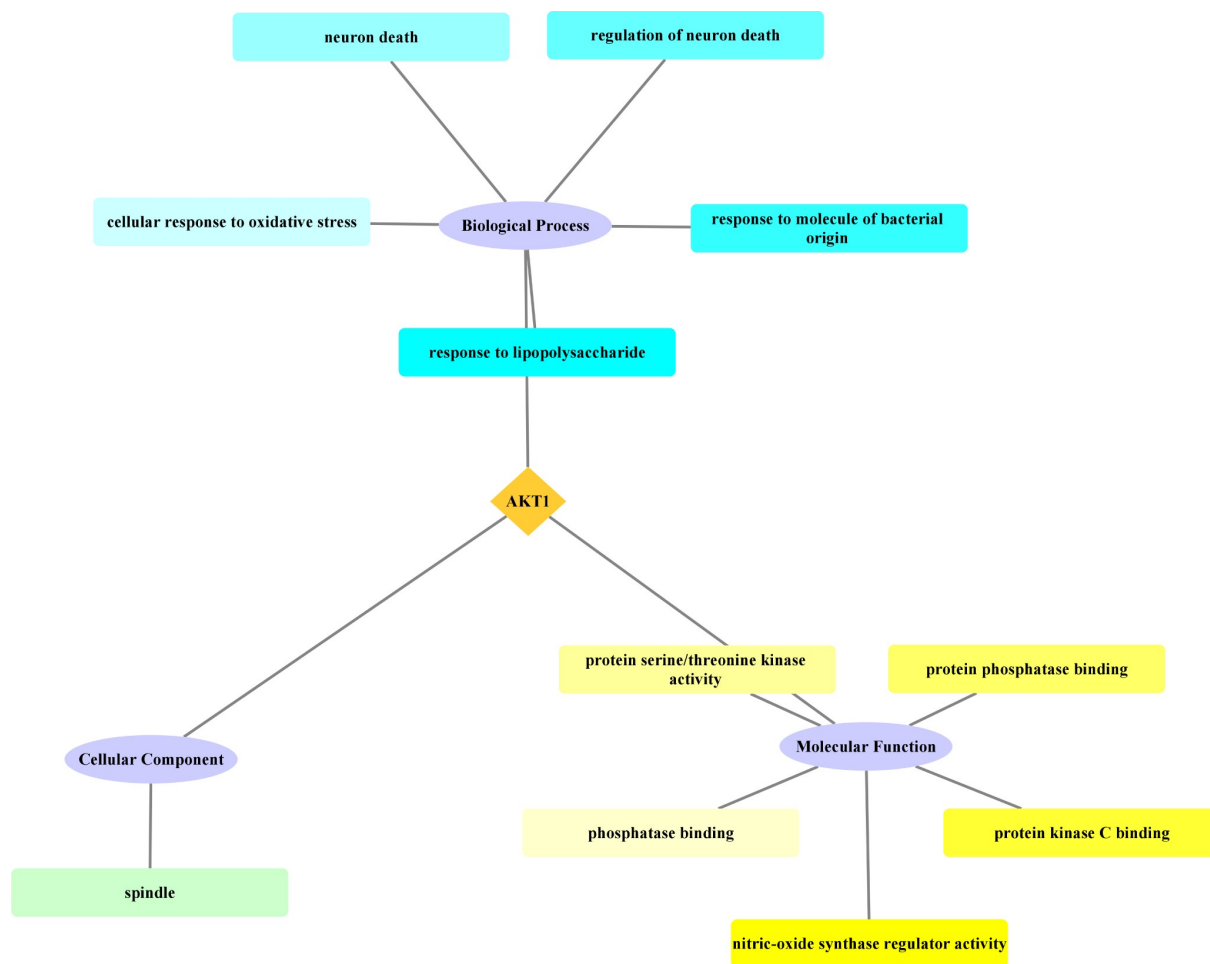 neuron death
regulation of neuron death
cellular response to oxidative stress
Biological Process
response to molecule of bacterial
origin
response to lipopolysaccharide
AKT1
protein serine/threonine kinase
activity
protein phosphatase binding
Cellular Component
Molecular Function
phosphatase binding
protein kinase C binding
spindle
nitric-oxide synthase regulator activity